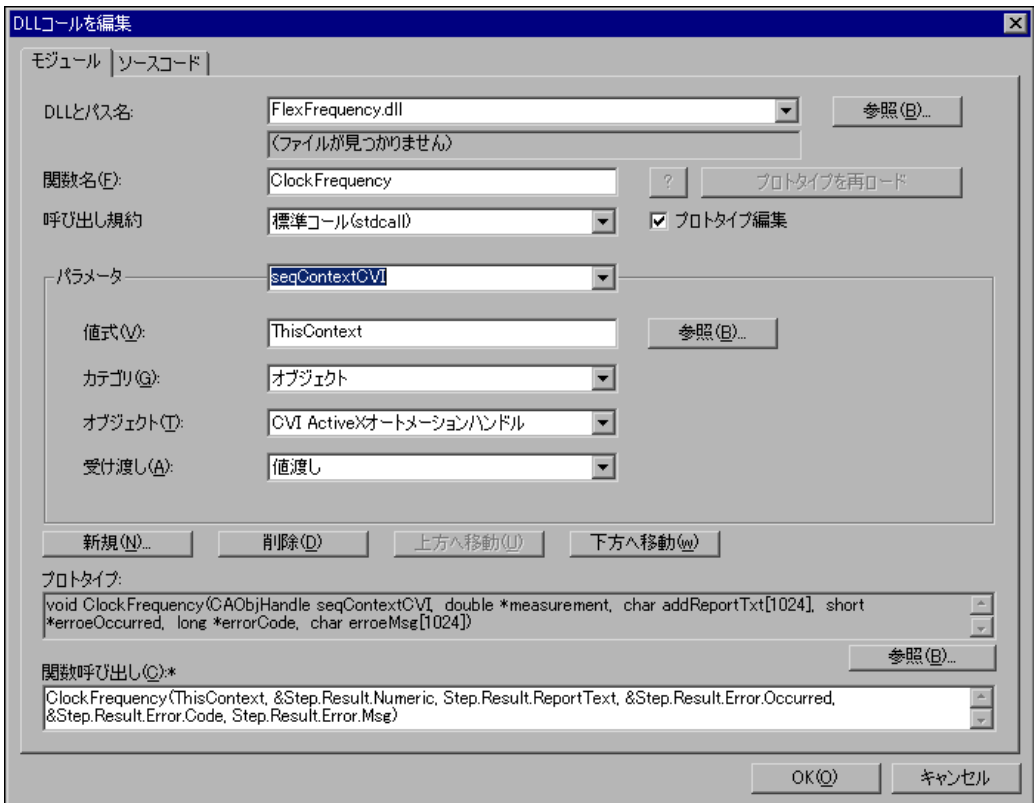 DLLコールを編集
モジュール
ソースコード
DLLとパス名:
FlexFrequency.dll
参照(B)...
(ファイルが見つかりません)
関数名(F):
ClockFrequency
?
プロトタイプを再ロード
呼び出し規約
標準コール(stdcall)
プロトタイプ編集
パラメータ
seqContextCVI
値式(V):
ThisContext
参照(B)...
カテゴリ(G):
オブジェクト
オブジェクト(T):
CVI ActiveXオートメーションハンドル
受け渡し(A):
値渡し
新規(N)...
削除(D)
上方へ移動(U)
下方へ移動(w)
プロトタイプ:
void ClockFrequency(CAObjHandle seqContextCVI, double *measurement, char addReportTxt[1024], short
*erroeOccurred, long *errorCode, char erroeMsg[1024])
参照(B)...
関数呼び出し(C):*
ClockFrequency(ThisContext, &Step.Result.Numeric, Step.Result.ReportText, &Step.Result.Error.Occurred,
&Step.Result.Error.Code, Step.Result.Error.Msg)
OK(O)
キャンセル